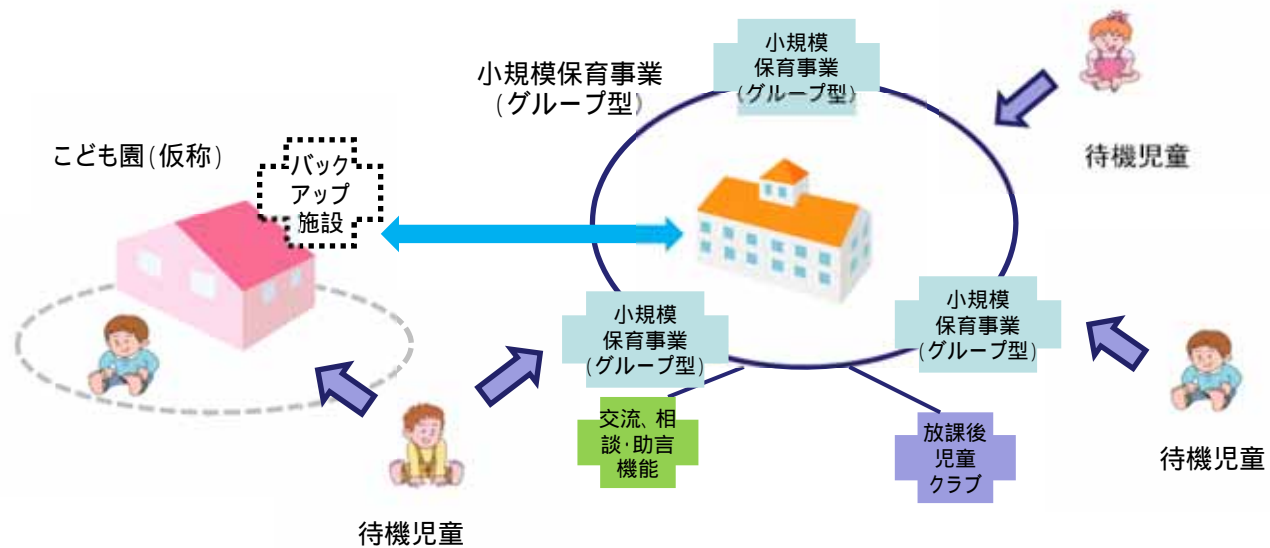 小規模
保育事業
(グループ型)
小規模保育事業
(グループ型)
待機児童
こども園(仮称)
バック
アップ
施設
小規模
保育事業
(グループ型)
小規模
保育事業
(グループ型)
交流、相
談・助言
機能
放課後
児童
クラブ
待機児童
待機児童